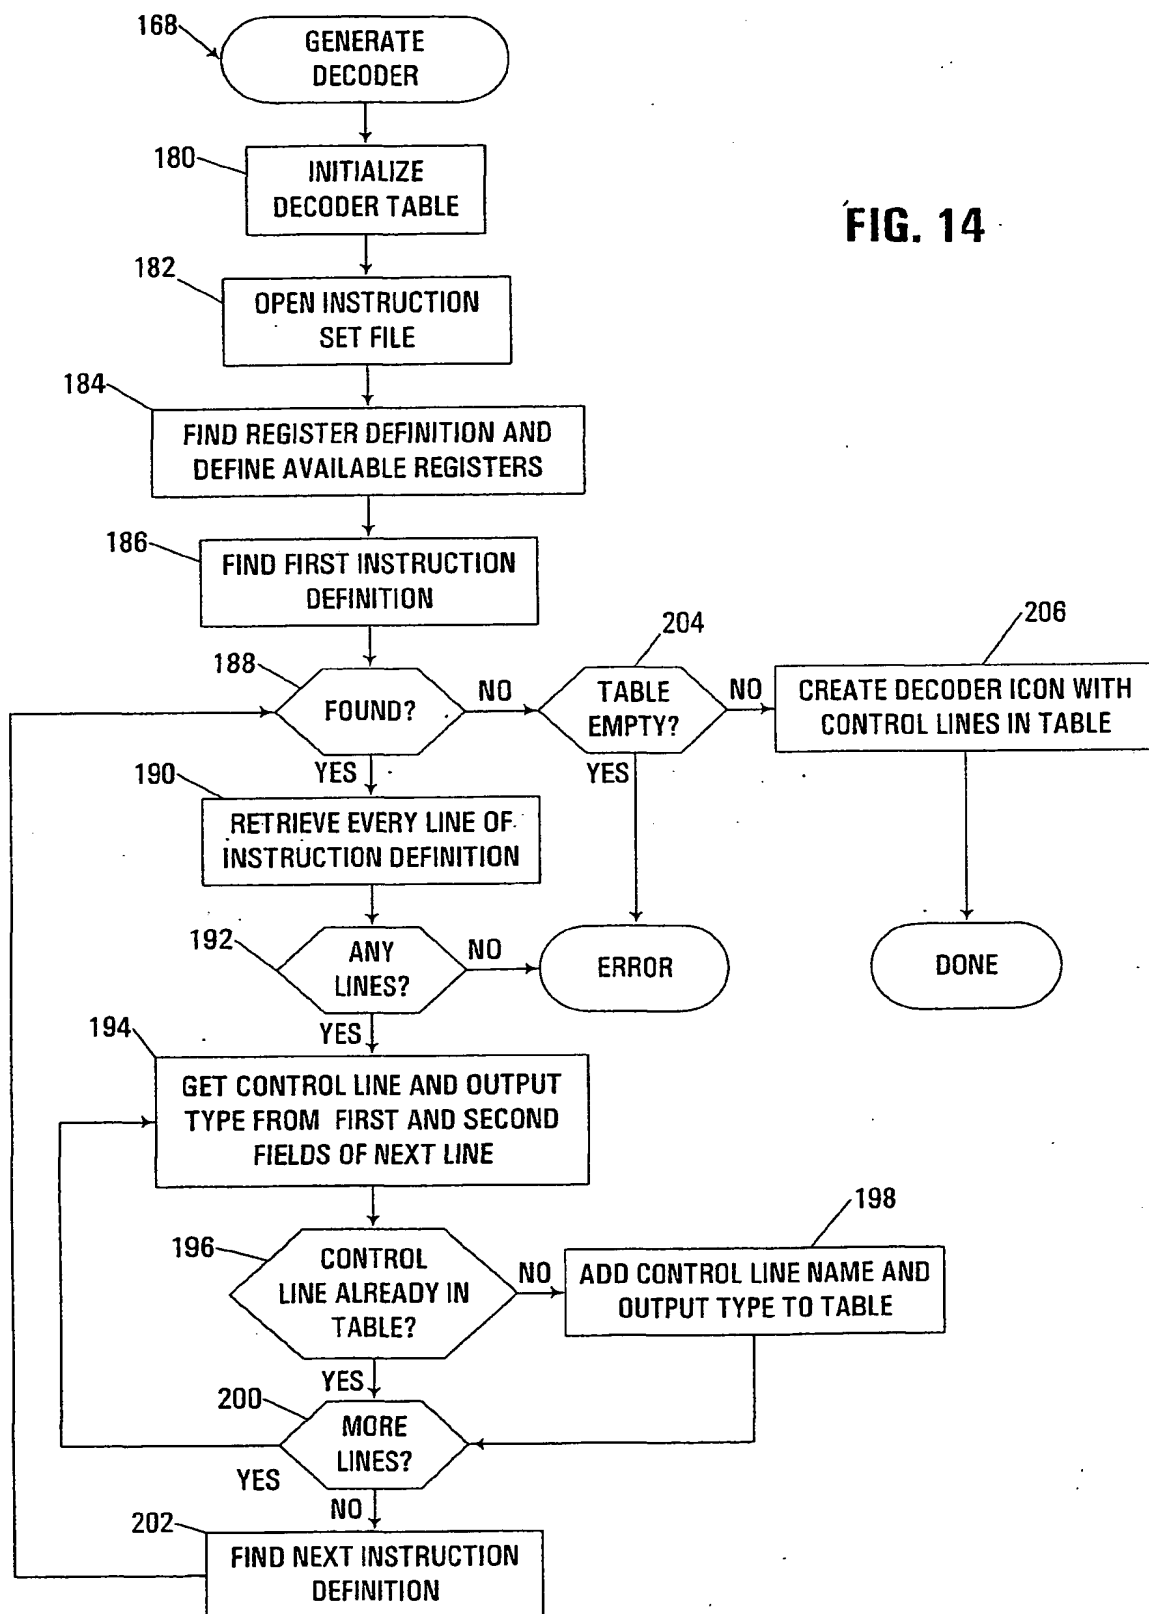 168
GENERATE
DECODER
180
INITIALIZE
DECODER TABLE
FIG. 14
182
OPEN INSTRUCTION
SET FILE
184
FIND REGISTER DEFINITION AND
DEFINE AVAILABLE REGISTERS
186
FIND FIRST INSTRUCTION
DEFINITION
188
FOUND?
NO
204
TABLE
EMPTY?
NO
206
CREATE DECODER ICON WITH
CONTROL LINES IN TABLE
YES
YES
190
RETRIEVE EVERY LINE OF
INSTRUCTION DEFINITION
192
ANY
LINES?
NO
ERROR
DONE
YES
194
GET CONTROL LINE AND OUTPUT
TYPE FROM FIRST AND SECOND
FIELDS OF NEXT LINE
196
CONTROL
LINE ALREADY IN
TABLE?
NO
198
ADD CONTROL LINE NAME AND
OUTPUT TYPE TO TABLE
YES
200
MORE
LINES?
YES
NO
202
FIND NEXT INSTRUCTION
DEFINITION